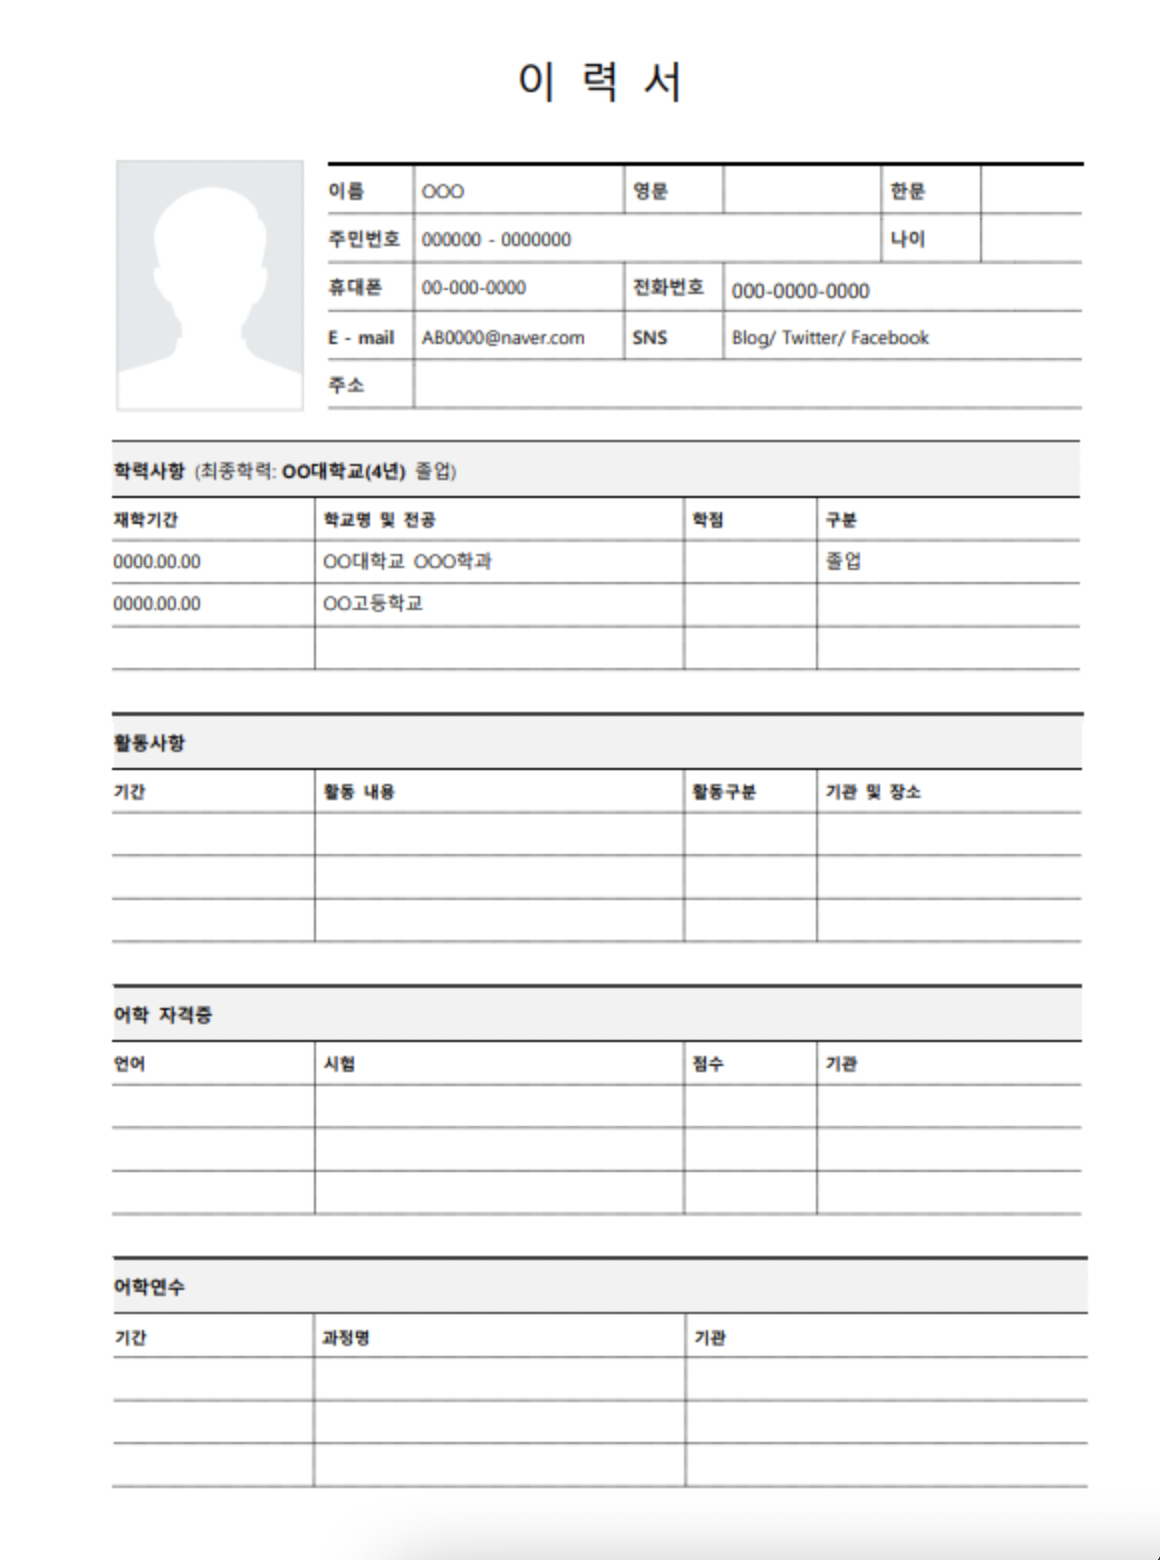 이 력 서
이름 OOO 영문 한문
주민번호 000000 - 0000000 나이
휴대폰 00-000-0000 전화번호 000-0000-0000
E - mail AB0000@naver.com SNS Blog/ Twitter/ Facebook
주소
학력사항 (최종학력: OO대학교(4년) 졸업)
재학기간 학교명 및 전공 학점 구분
0000.00.00 OO대학교 OOO학과 졸업
0000.00.00 OO고등학교
활동사항
기간 활동 내용 활동구분 기관 및 장소
어학 자격증
언어 시험 점수 기관
어학연수
기간 과정명 기관